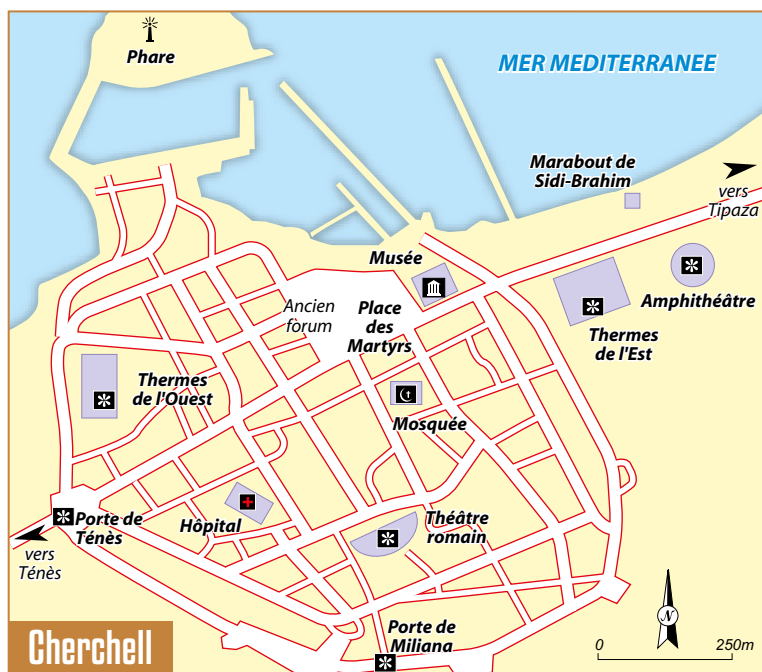 Phare
MER MEDITERRANEE
Marabout de
Sidi-Brahim
vers
Tipaza
Musée
Ancien
forum
Place
des
Martyrs
Amphithéâtre
Thermes
de l'Est
Thermes
de l'Ouest
Mosquée
Hôpital
Théâtre
romain
Porte de
Ténès
vers
Ténès
Porte de
Miliana
N
0 250m
Cherchell